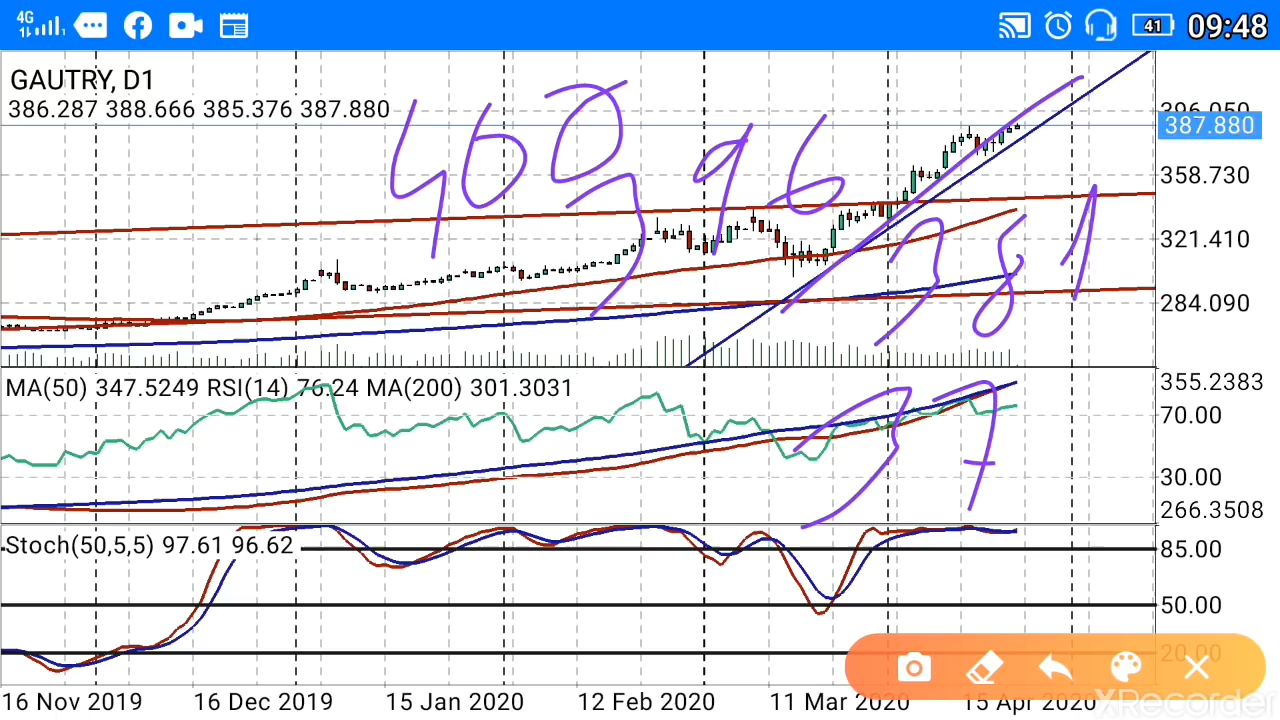 4G
41 09:48
GAUTRY, D1
386.287 388.666 385.376 387.880
396.050
387.880
358.730
321.410
284.090
396
381
37
MA(50) 347.5249 RSI(14) 76.24 MA(200) 301.3031
355.2383
70.00
30.00
266.3508
Stoch(50,5,5) 97.61 96.62
85.00
50.00
20.00
16 Nov 2019 16 Dec 2019 15 Jan 2020 12 Feb 2020 11 Mar 2020 15 Apr 2020
XRecorder